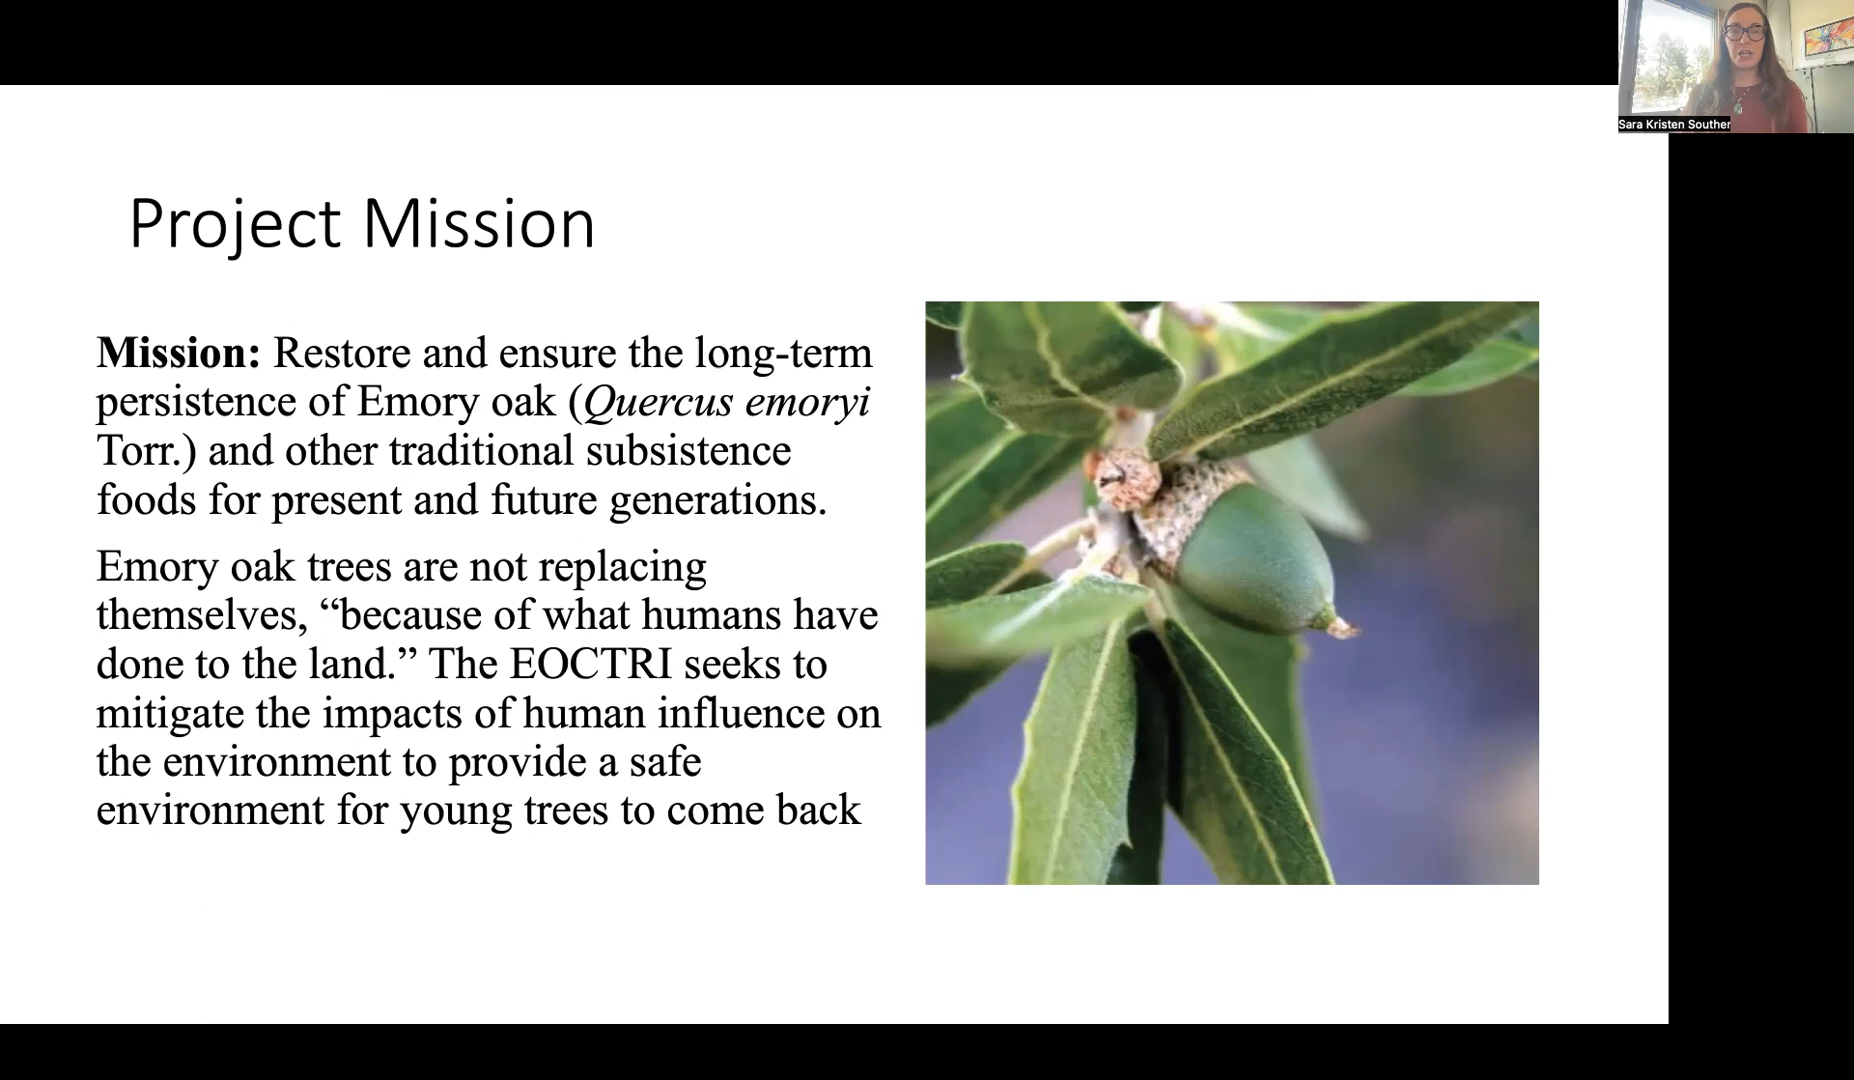 Sara Kristen Souther
Project Mission
Mission: Restore and ensure the long-term
persistence of Emory oak (Quercus emoryi
Torr.) and other traditional subsistence
foods for present and future generations.
Emory oak trees are not replacing
themselves, “because of what humans have
done to the land.” The EOCTRI seeks to
mitigate the impacts of human influence on
the environment to provide a safe
environment for young trees to come back